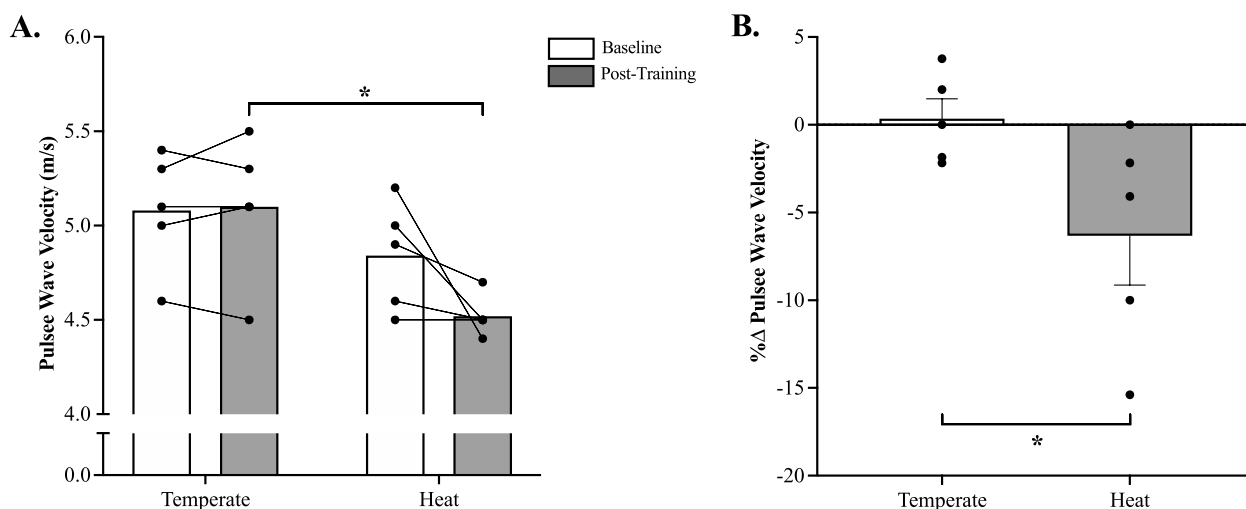 A.
Pulsee Wave Velocity (m/s)
6.0
5.5
5.0
4.5
4.0
0.0
*
Temperate
Heat
Baseline
Post-Training
B.
%Δ Pulsee Wave Velocity
5
0
-5
-10
-15
-20
*
Temperate
Heat